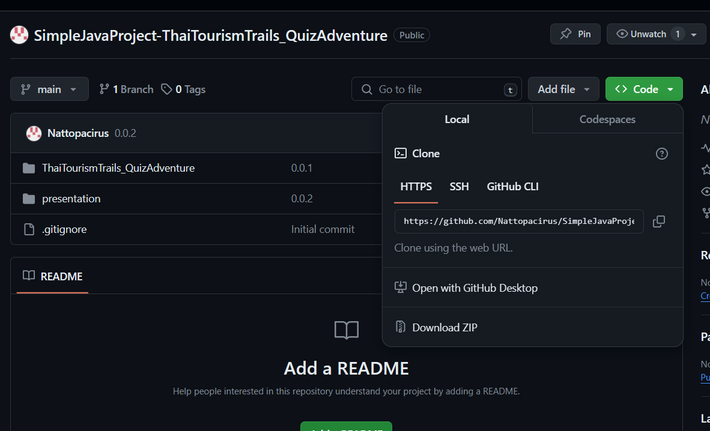 SimpleJavaProject-ThaiTourismTrails_QuizAdventure Public Pin Unwatch 1
main 1 Branch 0 Tags Go to file t Add file Code
Local Codespaces
Nattopacirus 0.0.2
Clone
ThaiTourismTrails_QuizAdventure 0.0.1
HTTPS SSH GitHub CLI
presentation 0.0.2
https://github.com/Nattopacirus/SimpleJavaProje
.gitignore Initial commit
Clone using the web URL.
README
Open with GitHub Desktop
Download ZIP
Add a README
Help people interested in this repository understand your project by adding a README.